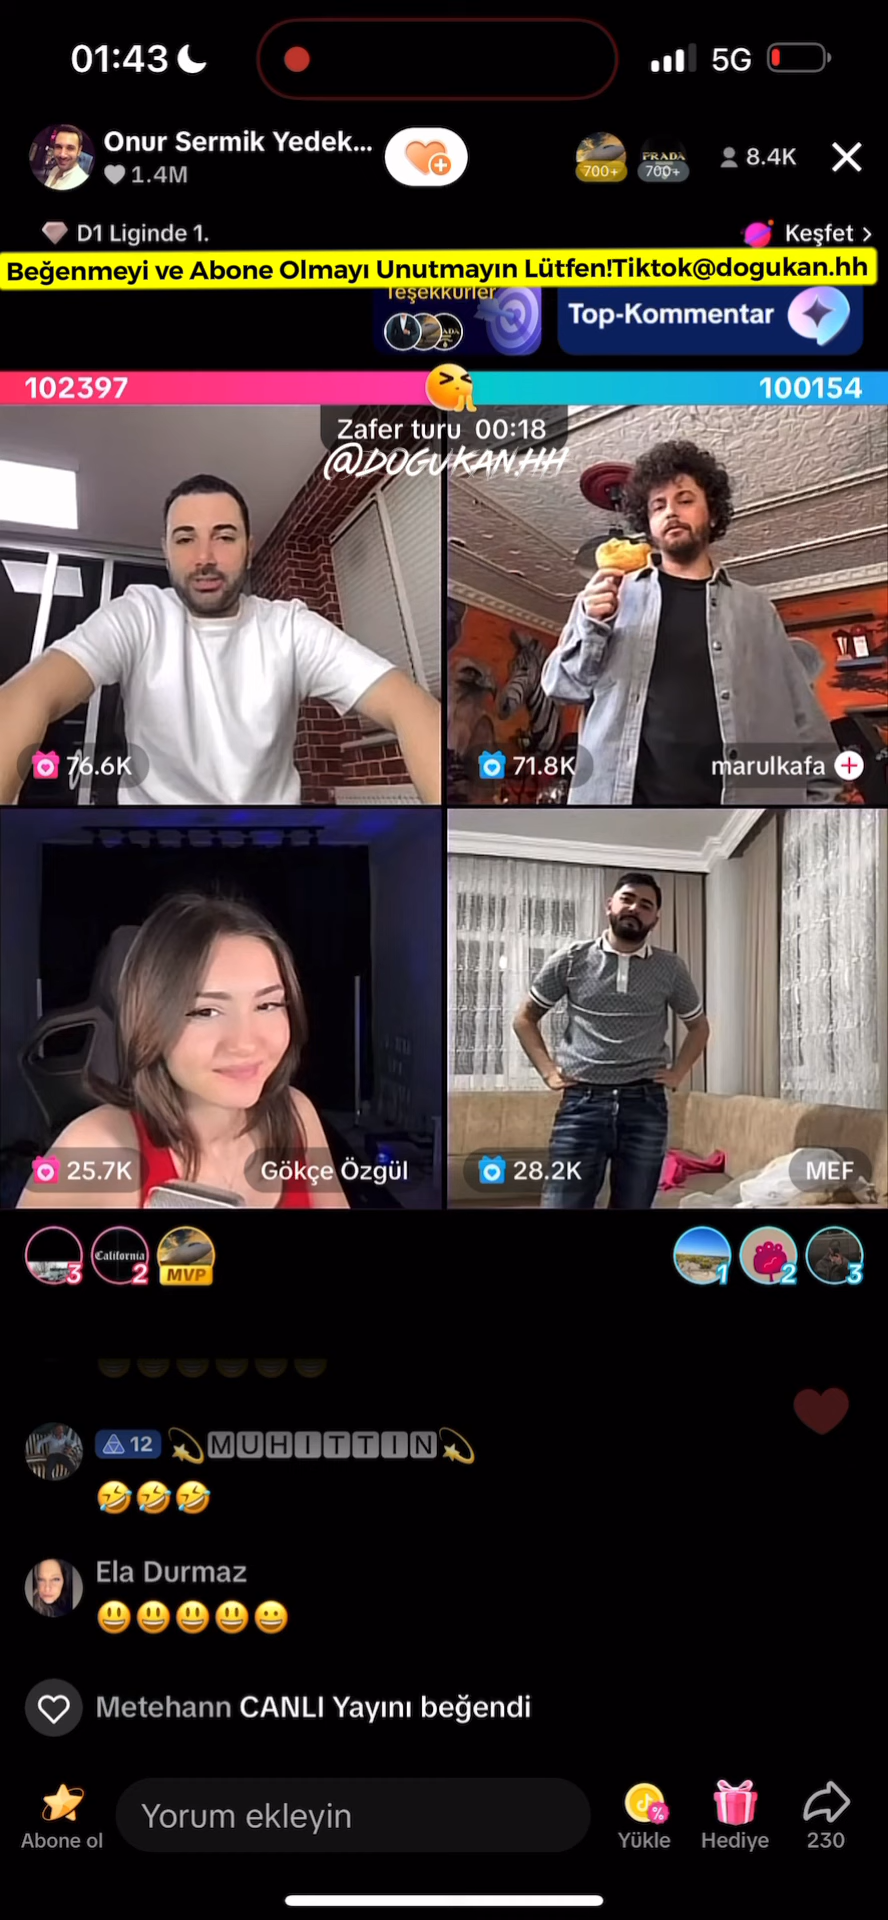 01:43
5G
Onur Sermik Yedek...
1.4M
700+
PRADA
700+
8.4K
D1 Liginde 1.
Keşfet >
Beğenmeyi ve Abone Olmayı Unutmayın Lütfen!Tiktok@dogukan.hh
Teşekkürler
Top-Kommentar
102397
100154
Zafer turu 00:18
@DOGUKAN.HH
76.6K
71.8K
marulkafa
25.7K
Gökçe Özgül
28.2K
MEF
3
California
2
MVP
1
2
3
12
MUHITTIN
Ela Durmaz
Metehann CANLI Yayını beğendi
Abone ol
Yorum ekleyin
Yükle
Hediye
230